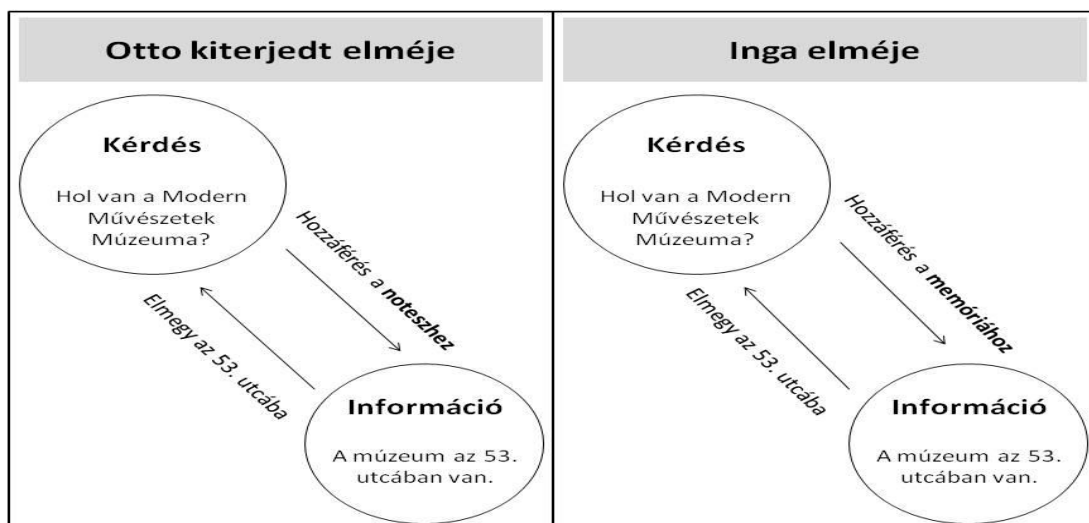 Otto kiterjedt elméje
Kérdés
Hol van a Modern
Művészetek
Múzeuma?
Hozzáférés a noteszhez
Elmegy az 53. utcába
Információ
A múzeum az 53.
utcában van.
Inga elméje
Kérdés
Hol van a Modern
Művészetek
Múzeuma?
Hozzáférés a memóriához
Elmegy az 53. utcába
Információ
A múzeum az 53.
utcában van.